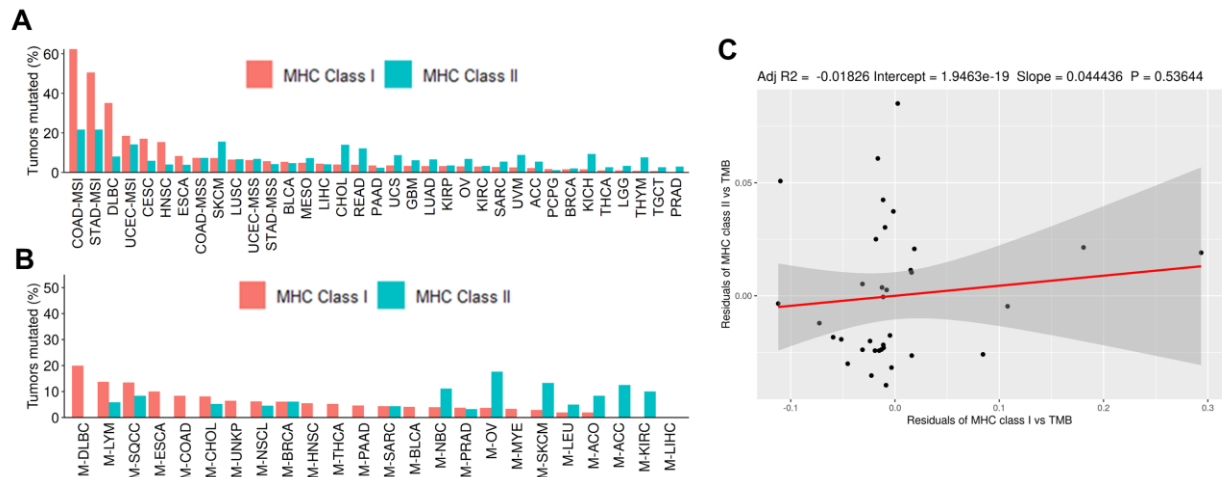 A
Tumors mutated (%)
60
40
20
0
MHC Class I
MHC Class II
COAD-MSI
STAD-MSI
DLBC
UCEC-MSI
CESC
HNSC
ESCA
COAD-MSS
SKCM
LUSC
UCEC-MSS
STAD-MSS
BLCA
MESO
LIHC
CHOL
READ
PAAD
UCS
GBM
LUAD
KIRP
OV
KIRC
SARC
UVM
ACC
PCPG
BRCA
KICH
THCA
LGG
THYM
TGCT
PRAD
B
Tumors mutated (%)
50
40
30
20
10
0
MHC Class I
MHC Class II
M-DLBC
M-LYM
M-SQCC
M-ESCA
M-COAD
M-CHOL
M-UNKP
M-NSCL
M-BRCA
M-HNSC
M-THCA
M-PAAD
M-SARC
M-BLCA
M-NBC
M-PRAD
M-OV
M-MYE
M-SKCM
M-LEU
M-ACO
M-ACC
M-KIRC
M-LIHC
C
Adj R2 = -0.01826 Intercept = 1.9463e-19 Slope = 0.044436 P = 0.53644
Residuals of MHC class II vs TMB
0.05
0.00
-0.1
0.0
0.1
0.2
0.3
Residuals of MHC class I vs TMB